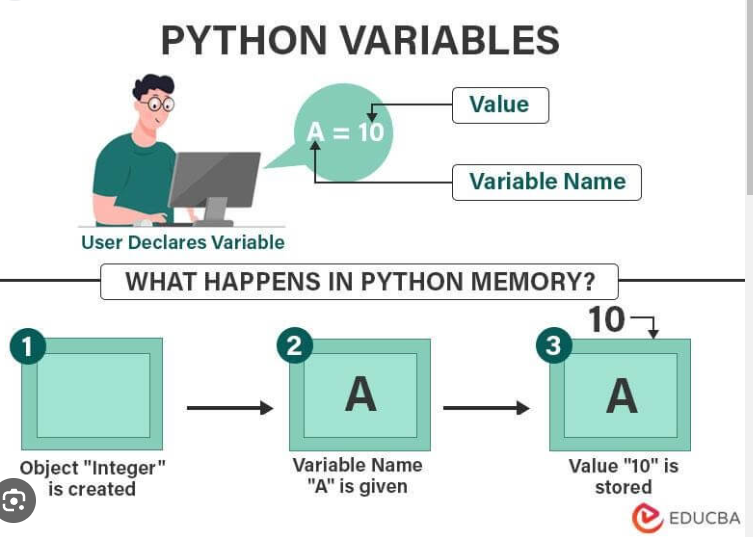 PYTHON VARIABLES
A = 10
Value
Variable Name
User Declares Variable
WHAT HAPPENS IN PYTHON MEMORY?
1
2
A
3
10
A
Object "Integer"
is created
Variable Name
"A" is given
Value "10" is
stored
EDUCBA